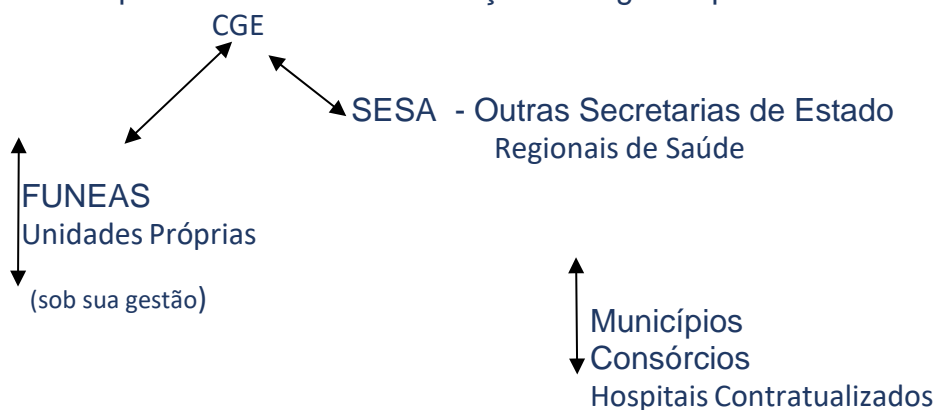 CGE
SESA - Outras Secretarias de Estado
Regionais de Saúde
FUNEAS
Unidades Próprias
(sob sua gestão)
Municípios
Consórcios
Hospitais Contratualizados